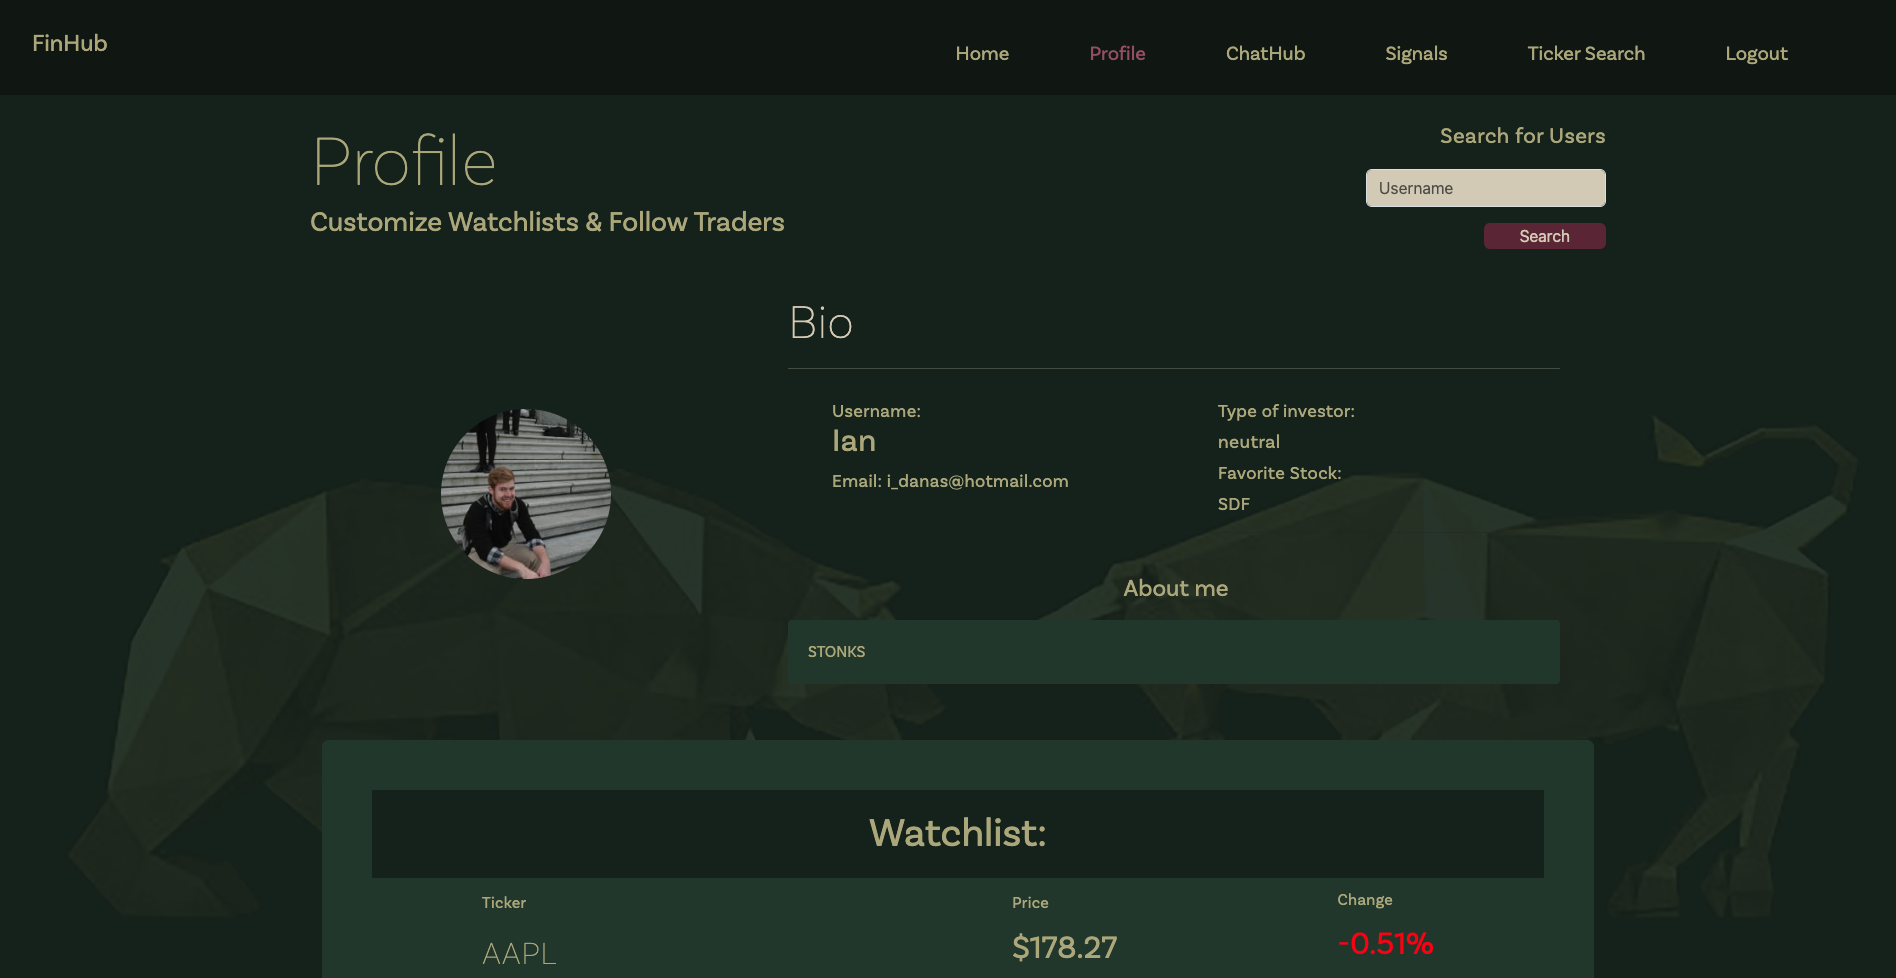 FinHub
Home
Profile
ChatHub
Signals
Ticker Search
Logout
Profile
Customize Watchlists & Follow Traders
Search for Users
Username
Search
Bio
Username:
Ian
Email: i_danas@hotmail.com
Type of investor:
neutral
Favorite Stock:
SDF
About me
STONKS
Watchlist:
Ticker
Price
Change
AAPL
$178.27
-0.51%